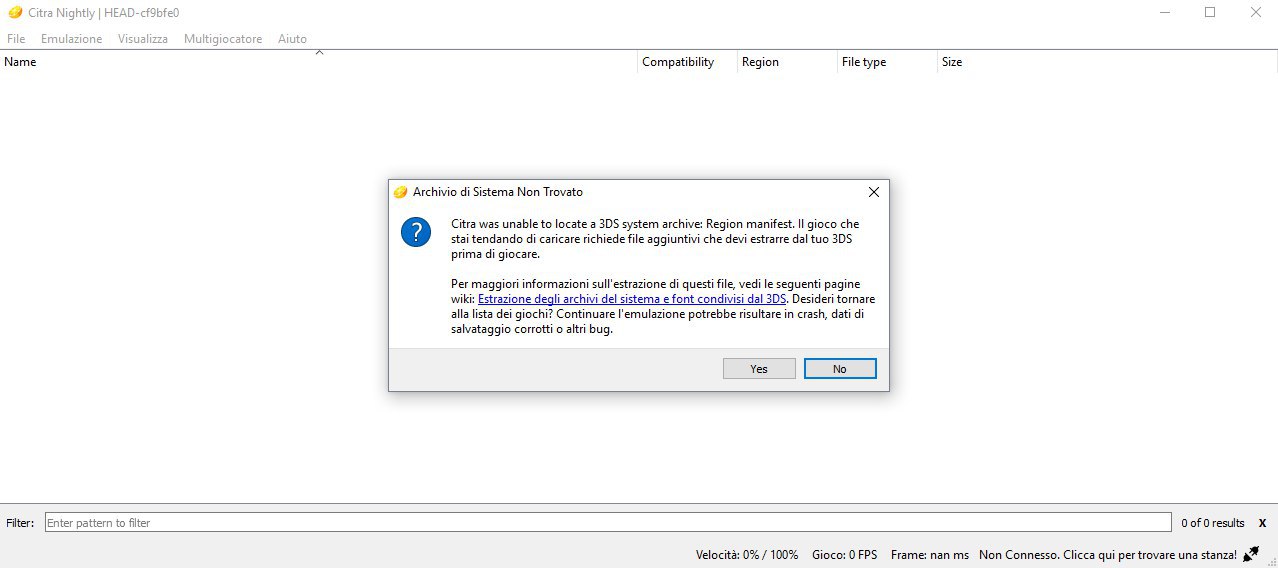 Citra Nightly | HEAD-cf9bfe0
File Emulazione Visualizza Multigiocatore Aiuto
Name Compatibility Region File type Size
Archivio di Sistema Non Trovato
Citra was unable to locate a 3DS system archive: Region manifest. Il gioco che
stai tendando di caricare richiede file aggiuntivi che devi estrarre dal tuo 3DS
prima di giocare.
Per maggiori informazioni sull'estrazione di questi file, vedi le seguenti pagine
wiki: Estrazione degli archivi del sistema e font condivisi dal 3DS. Desideri tornare
alla lista dei giochi? Continuare l'emulazione potrebbe risultare in crash, dati di
salvataggio corrotti o altri bug.
Yes No
Filter: Enter pattern to filter 0 of 0 results X
Velocità: 0% / 100% Gioco: 0 FPS Frame: nan ms Non Connesso. Clicca qui per trovare una stanza!